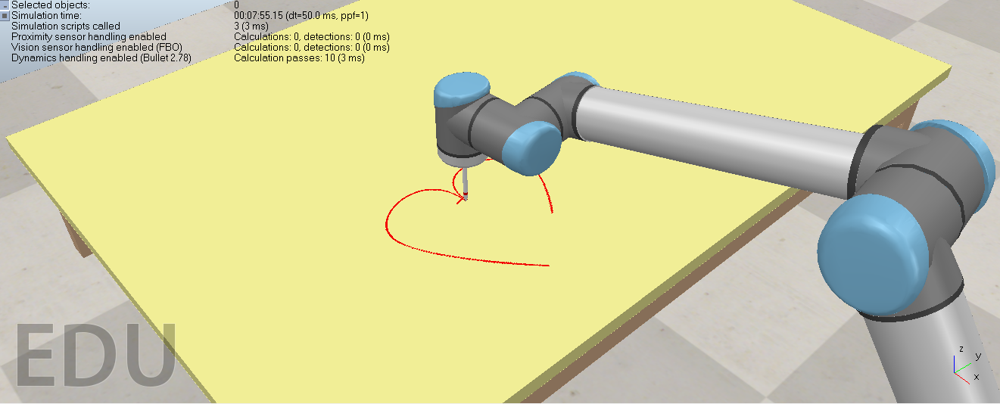 Selected objects: 0
Simulation time: 00:07:55.15 (dt=50.0 ms, ppf=1)
Simulation scripts called 3 (3 ms)
Proximity sensor handling enabled Calculations: 0, detections: 0 (0 ms)
Vision sensor handling enabled (FBO) Calculations: 0, detections: 0 (0 ms)
Dynamics handling enabled (Bullet 2.78) Calculation passes: 10 (3 ms)
EDU
z
y
x